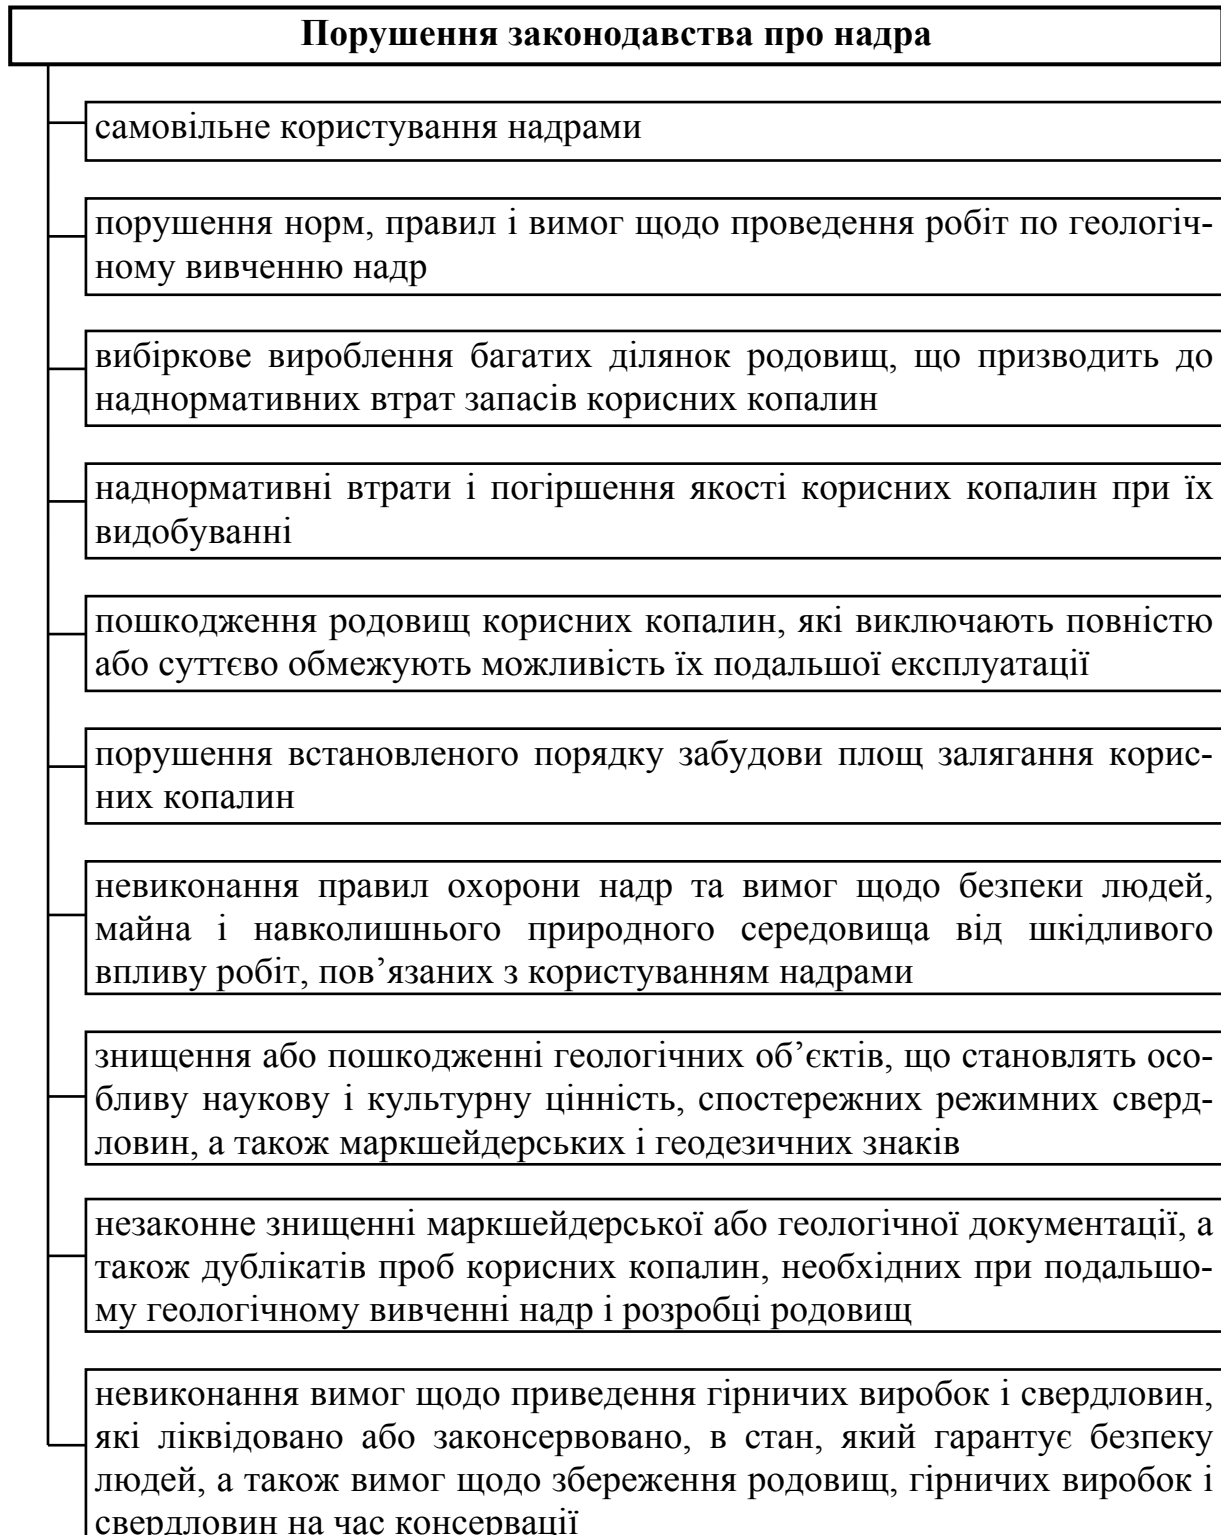 Порушення законодавства про надра
самовільне користування надрами
порушення норм, правил і вимог щодо проведення робіт по геологіч-
ному вивченню надр
вибіркове вироблення багатих ділянок родовищ, що призводить до
наднормативних втрат запасів корисних копалин
наднормативні втрати і погіршення якості корисних копалин при їх
видобуванні
пошкодження родовищ корисних копалин, які виключають повністю
або суттєво обмежують можливість їх подальшої експлуатації
порушення встановленого порядку забудови площ залягання корис-
них копалин
невиконання правил охорони надр та вимог щодо безпеки людей,
майна і навколишнього природного середовища від шкідливого
впливу робіт, пов’язаних з користуванням надрами
знищення або пошкодженні геологічних об’єктів, що становлять осо-
бливу наукову і культурну цінність, спостережних режимних сверд-
ловин, а також маркшейдерських і геодезичних знаків
незаконне знищенні маркшейдерської або геологічної документації, а
також дублікатів проб корисних копалин, необхідних при подальшо-
му геологічному вивченні надр і розробці родовищ
невиконання вимог щодо приведення гірничих виробок і свердловин,
які ліквідовано або законсервовано, в стан, який гарантує безпеку
людей, а також вимог щодо збереження родовищ, гірничих виробок і
свердловин на час консервації